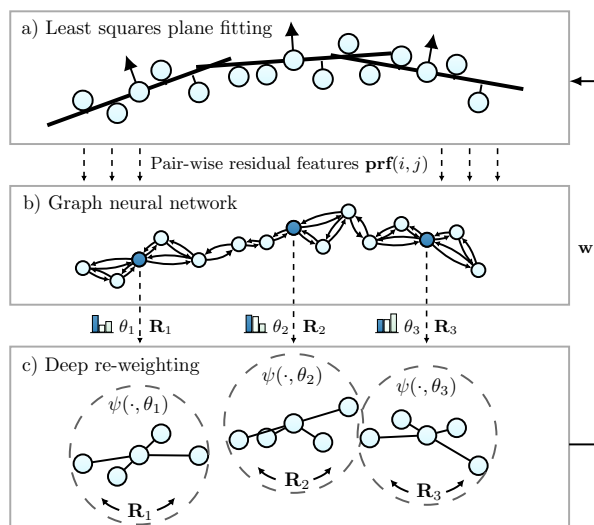 a) Least squares plane fitting
Pair-wise residual features prf(i, j)
b) Graph neural network
w
θ₁ R₁
θ₂ R₂
θ₃ R₃
c) Deep re-weighting
ψ(·, θ₁)
ψ(·, θ₂)
ψ(·, θ₃)
R₁
R₂
R₃